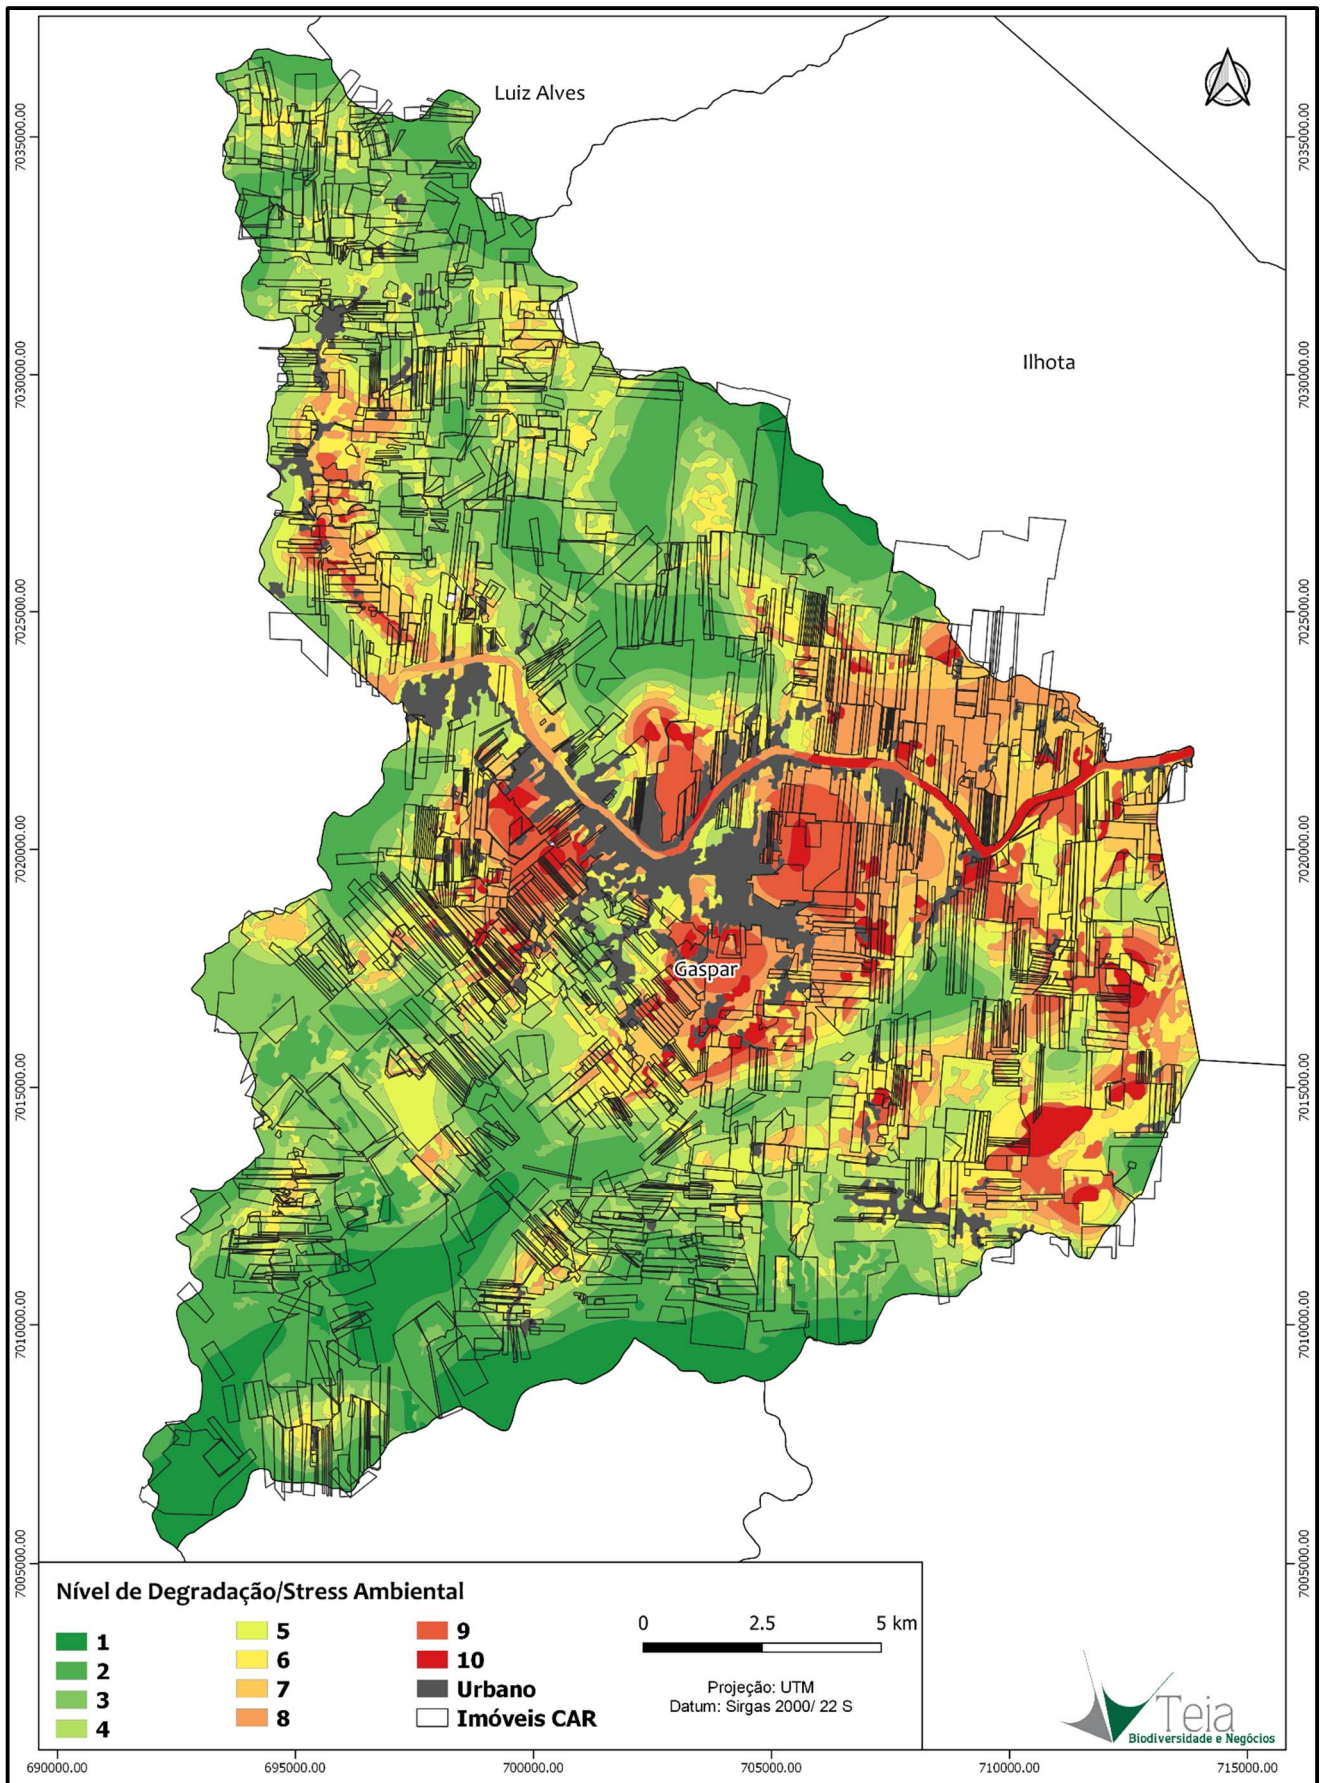 Luiz Alves
Ilhota
Gaspar
7035000.00
7030000.00
7025000.00
7020000.00
7015000.00
7010000.00
7005000.00
7035000.00
7030000.00
7025000.00
7020000.00
7015000.00
7010000.00
7005000.00
Nível de Degradação/Stress Ambiental
1
2
3
4
5
6
7
8
9
10
Urbano
Imóveis CAR
0 2.5 5 km
Projeção: UTM
Datum: Sirgas 2000/ 22 S
Teia
Biodiversidade e Negócios
690000.00 695000.00 700000.00 705000.00 710000.00 715000.00